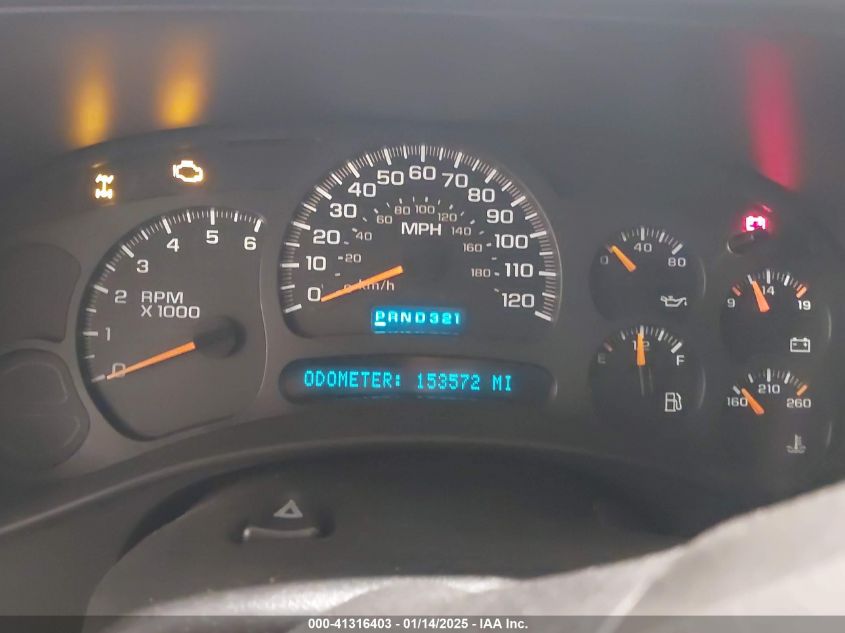 0 1 2 3 4 5 6
RPM
X 1000
0 10 20 30 40 50 60 70 80 90 100 110 120
20 40 60 80 100 120 140 160 180
MPH
km/h
PRND321
ODOMETER: 153572 MI
0 40 80
9 14 19
E 1/2 F
160 210 260
000-41316403 - 01/14/2025 - IAA Inc.